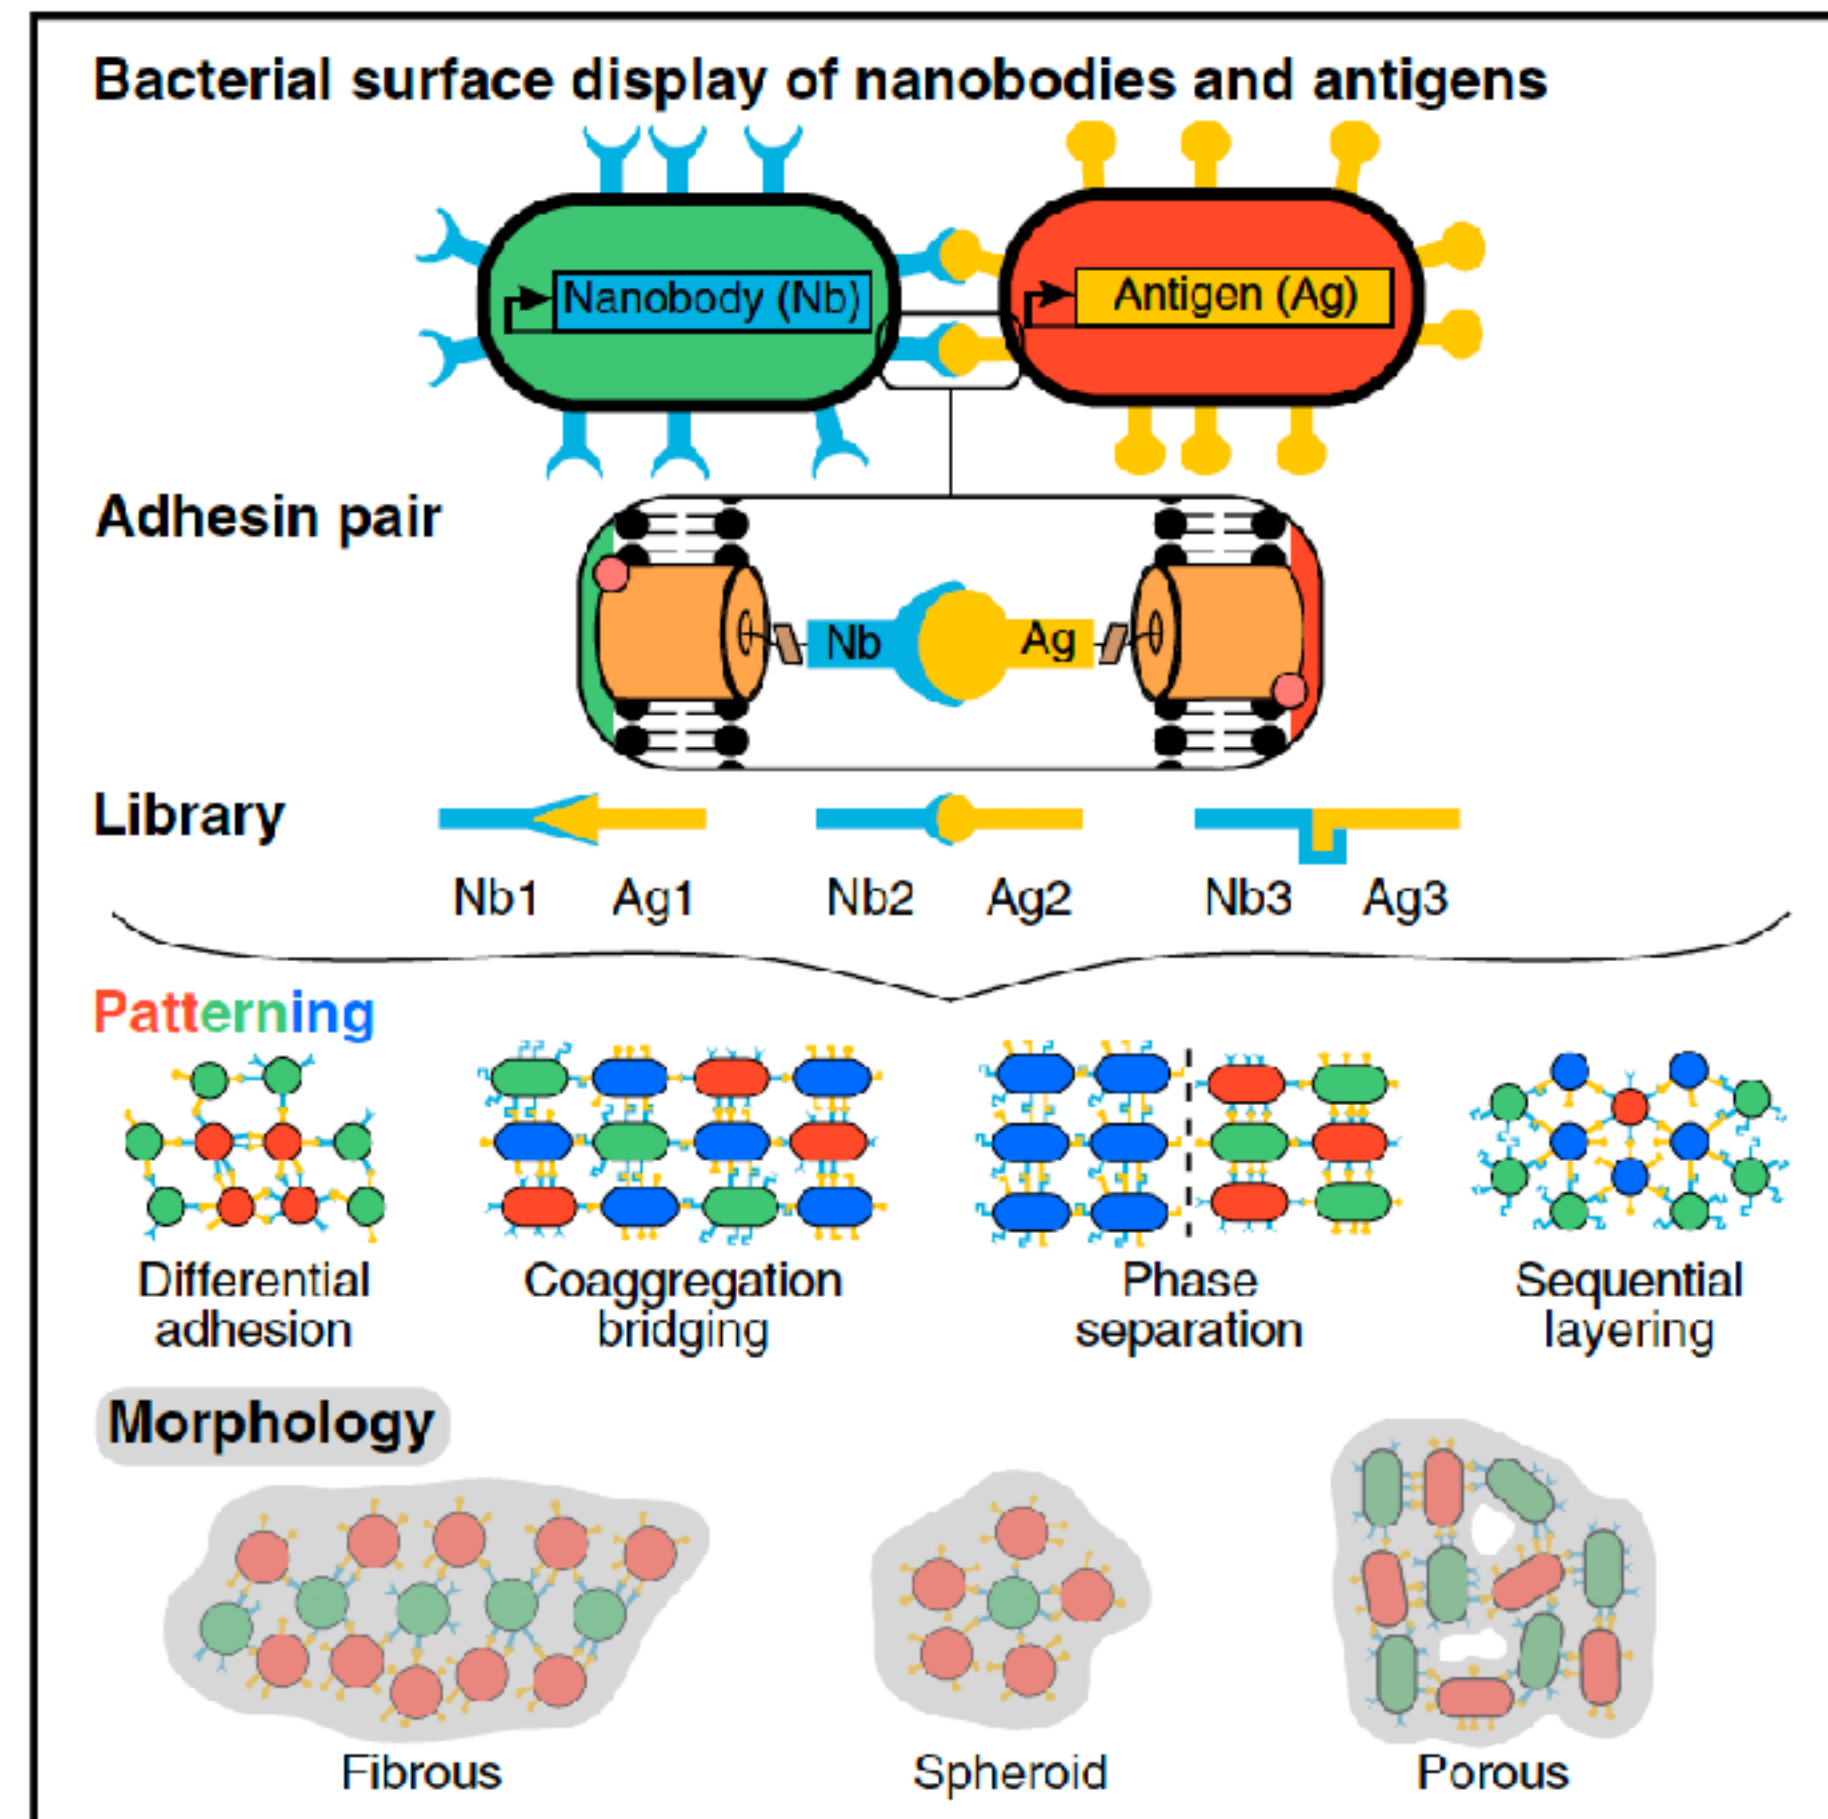 Bacterial surface display of nanobodies and antigens
Nanobody (Nb)
Antigen (Ag)
Adhesin pair
Nb
Ag
Library
Nb1 Ag1 Nb2 Ag2 Nb3 Ag3
Patterning
Differential adhesion
Coaggregation bridging
Phase separation
Sequential layering
Morphology
Fibrous
Spheroid
Porous